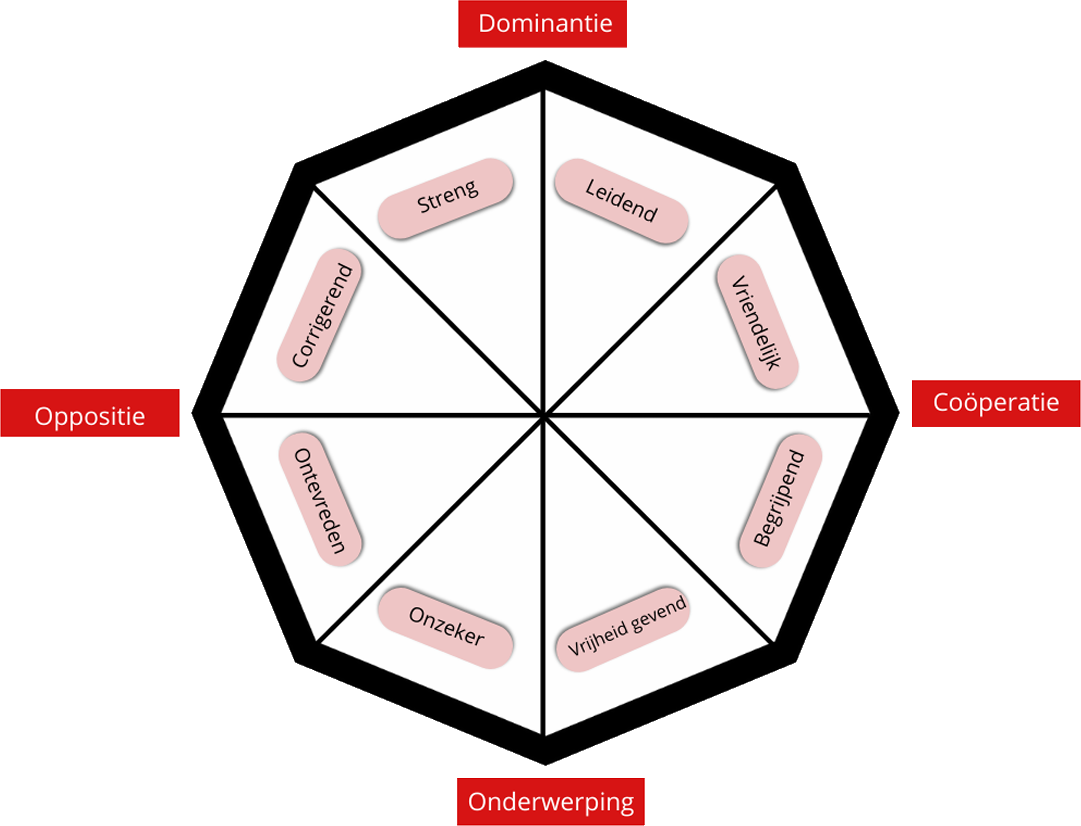 Dominantie
Streng
Leidend
Corrigerend
Vriendelijk
Oppositie
Coöperatie
Ontevreden
Begrijpend
Onzeker
Vrijheid gevend
Onderwerping